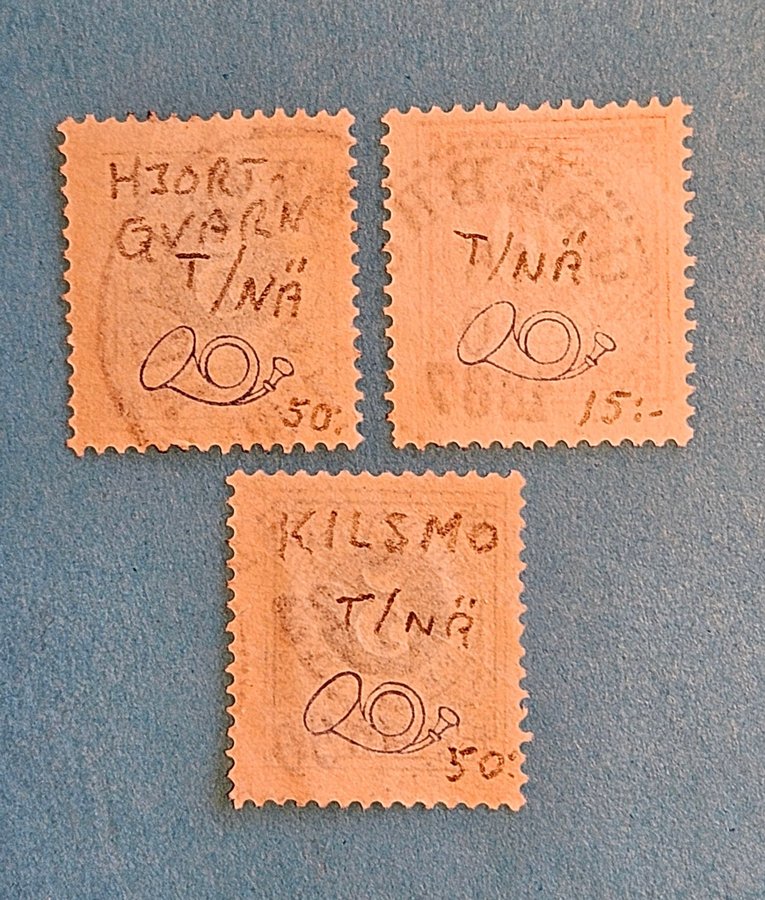 HJORT-
QVARN
T/NÄ
50:
T/NÄ
15:-
KILSMO
T/NÄ
50: